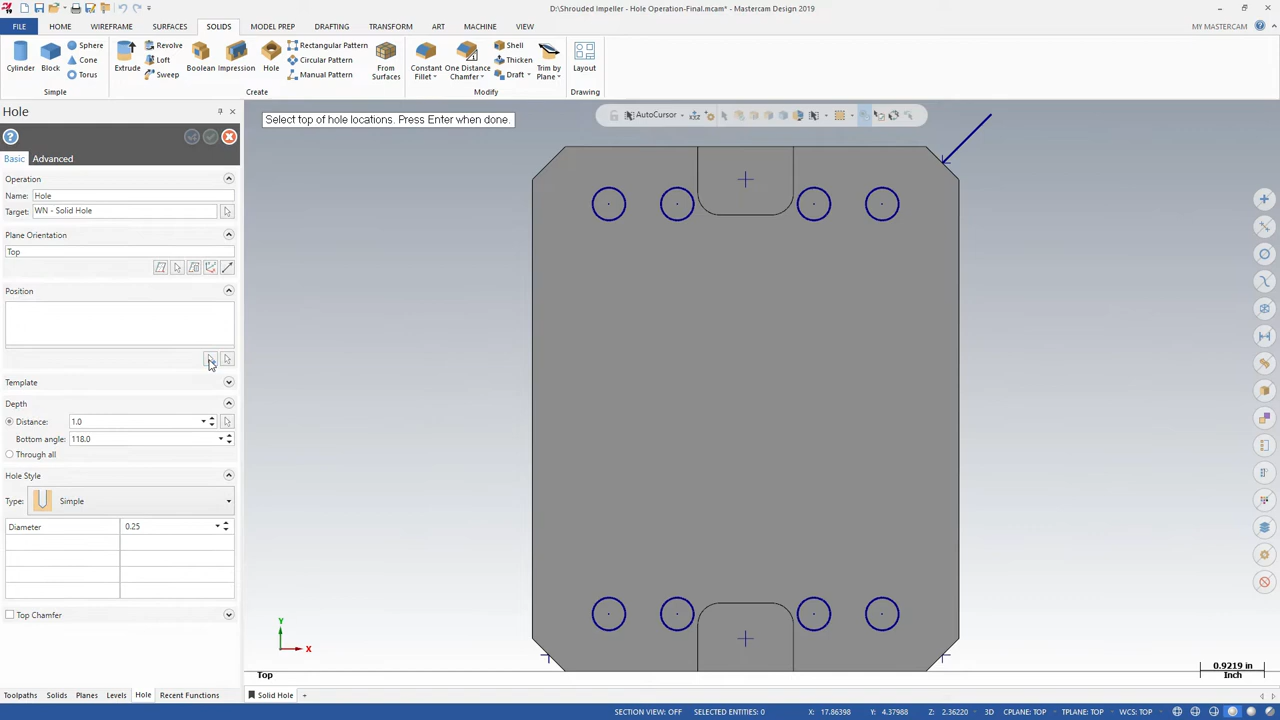 D:\Shrouded Impeller - Hole Operation-Final.mcam* - Mastercam Design 2019
FILE HOME WIREFRAME SURFACES SOLIDS MODEL PREP DRAFTING TRANSFORM ART MACHINE VIEW MY MASTERCAM
Cylinder Block Sphere Cone Torus
Simple
Extrude Revolve Loft Sweep Boolean Impression Hole Rectangular Pattern Circular Pattern Manual Pattern From Surfaces
Create
Constant Fillet One Distance Chamfer Shell Thicken Draft Trim by Plane
Modify
Layout
Drawing
Hole
Select top of hole locations. Press Enter when done.
AutoCursor
Basic Advanced
Operation
Name: Hole
Target: WN - Solid Hole
Plane Orientation
Top
Position
Template
Depth
Distance: 1.0
Bottom angle: 118.0
Through all
Hole Style
Type: Simple
Diameter 0.25
Top Chamfer
Y
X
Top
0.9219 in
Inch
Toolpaths Solids Planes Levels Hole Recent Functions
Solid Hole +
SECTION VIEW: OFF SELECTED ENTITIES: 0 X: 17.86398 Y: 4.37988 Z: 2.36220 3D CPLANE: TOP TPLANE: TOP WCS: TOP